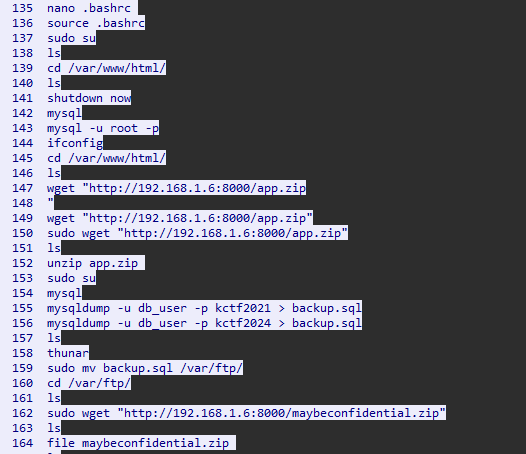 135 nano .bashrc
136 source .bashrc
137 sudo su
138 ls
139 cd /var/www/html/
140 ls
141 shutdown now
142 mysql
143 mysql -u root -p
144 ifconfig
145 cd /var/www/html/
146 ls
147 wget "http://192.168.1.6:8000/app.zip
148 "
149 wget "http://192.168.1.6:8000/app.zip"
150 sudo wget "http://192.168.1.6:8000/app.zip"
151 ls
152 unzip app.zip
153 sudo su
154 mysql
155 mysqldump -u db_user -p kctf2021 > backup.sql
156 mysqldump -u db_user -p kctf2024 > backup.sql
157 ls
158 thunar
159 sudo mv backup.sql /var/ftp/
160 cd /var/ftp/
161 ls
162 sudo wget "http://192.168.1.6:8000/maybeconfidential.zip"
163 ls
164 file maybeconfidential.zip